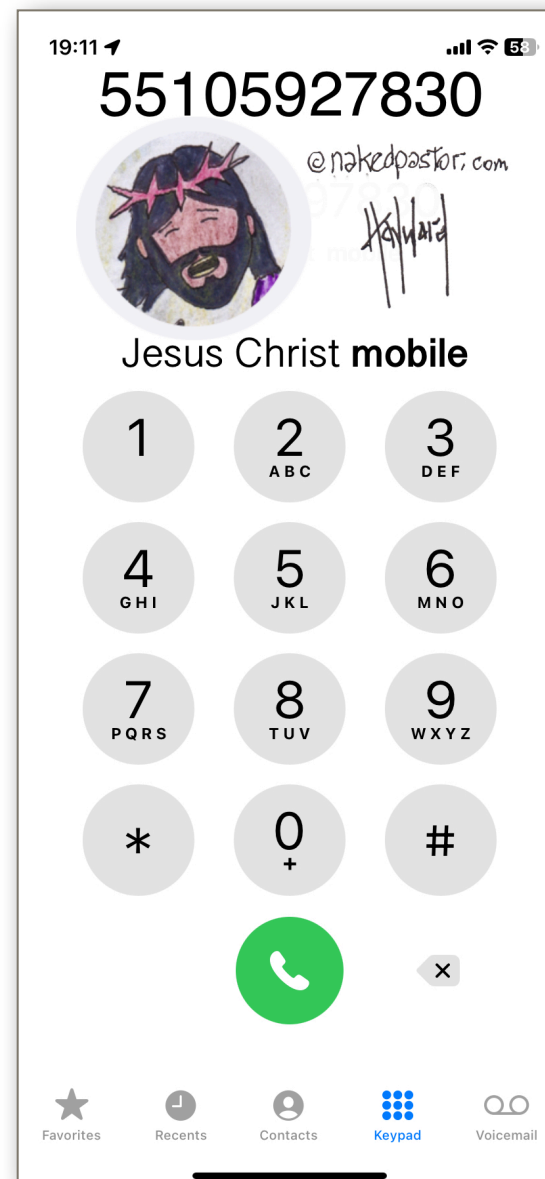 19:11
58
55105927830
@nakedpastor.com
Hayward
Jesus Christ mobile
1
2
3
ABC
DEF
4
5
6
GHI
JKL
MNO
7
8
9
PQRS
TUV
WXYZ
*
0
#
+
Favorites
Recents
Contacts
Keypad
Voicemail